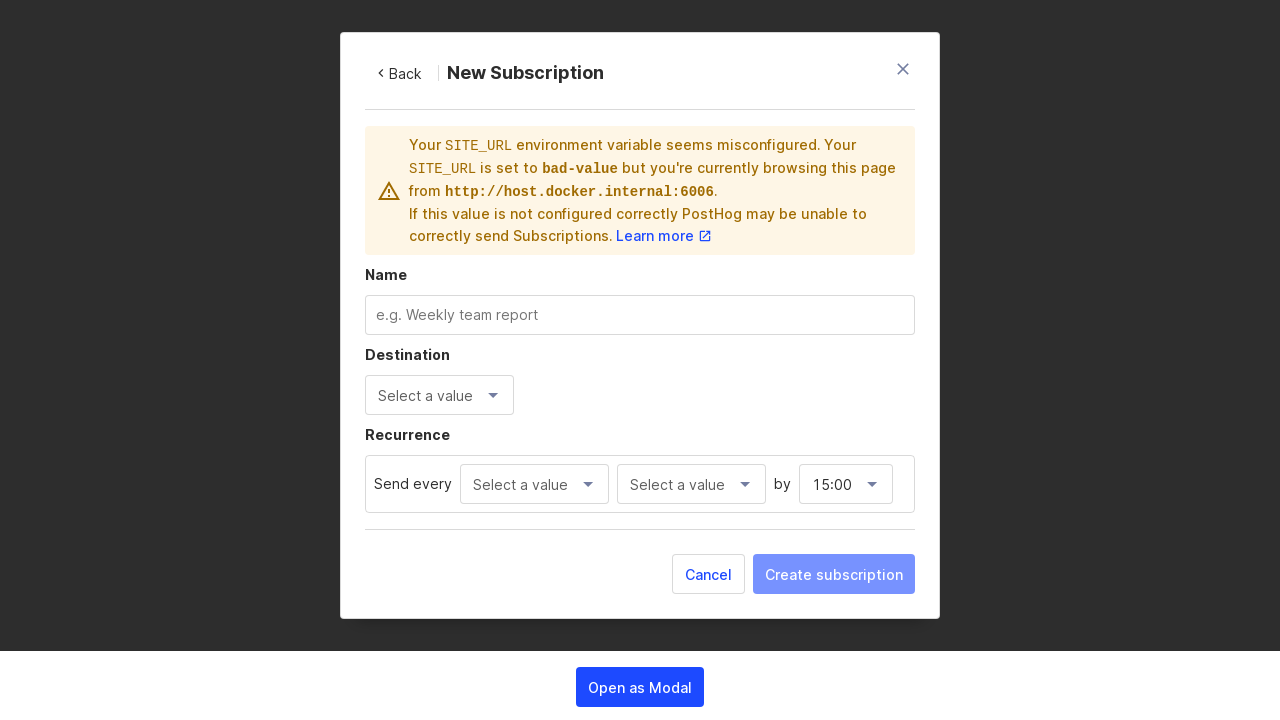 Back
New Subscription
Your SITE_URL environment variable seems misconfigured. Your
SITE_URL is set to bad-value but you're currently browsing this page
from http://host.docker.internal:6006.
If this value is not configured correctly PostHog may be unable to
correctly send Subscriptions. Learn more
Name
e.g. Weekly team report
Destination
Select a value
Recurrence
Send every Select a value Select a value by 15:00
Cancel Create subscription
Open as Modal